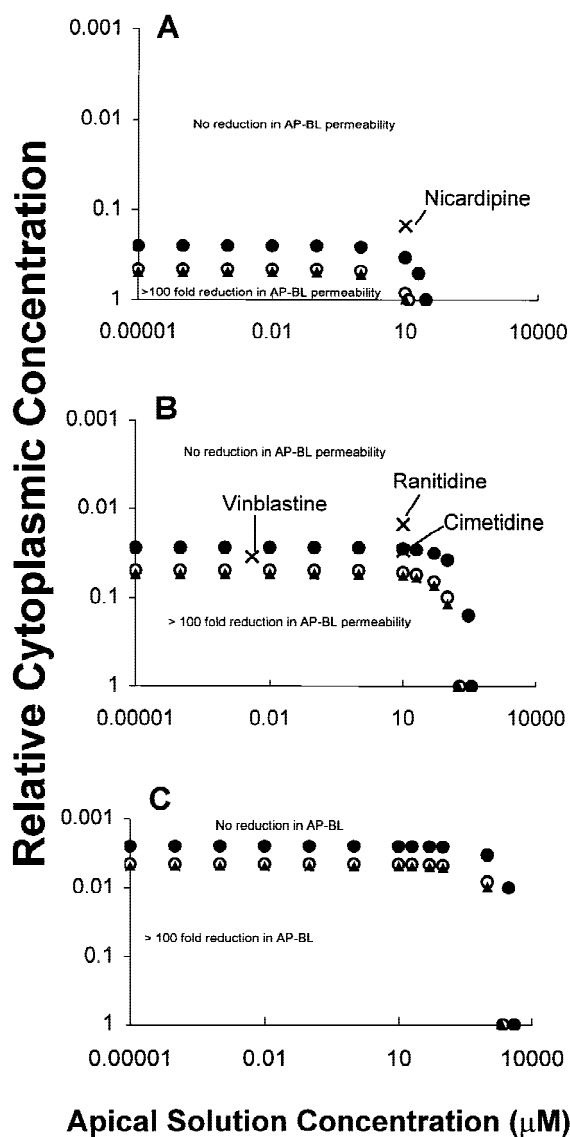 Relative Cytoplasmic Concentration
A
0.001
No reduction in AP-BL permeability
0.01
0.1
Nicardipine
>100 fold reduction in AP-BL permeability
1
0.00001 0.01 10 10000
B
0.001
No reduction in AP-BL permeability
Ranitidine
Vinblastine
0.01
Cimetidine
0.1
> 100 fold reduction in AP-BL permeability
1
0.00001 0.01 10 10000
C
0.001
No reduction in AP-BL
0.01
> 100 fold reduction in AP-BL
0.1
1
0.00001 0.01 10 10000
Apical Solution Concentration (μM)